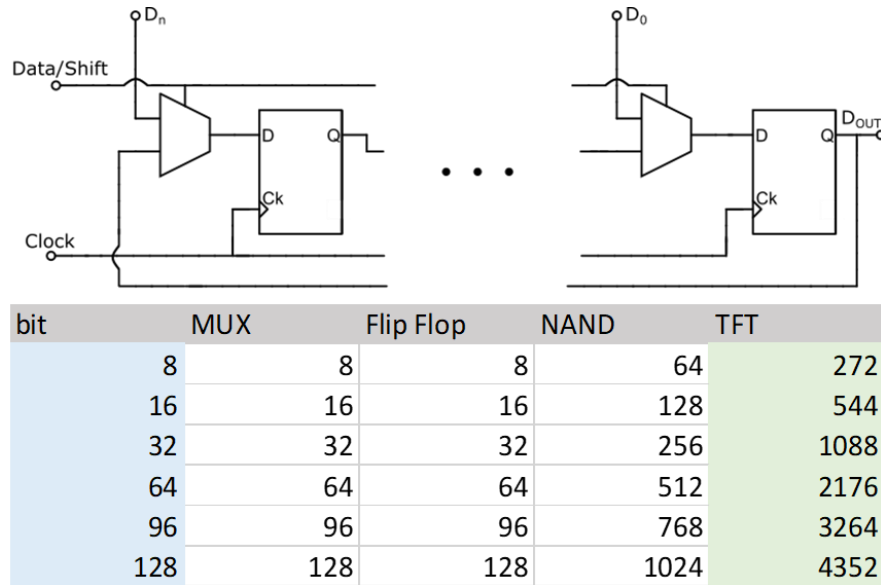 Dn D0
Data/Shift
D Q D Q DOUT
Ck Ck
Clock
bit MUX Flip Flop NAND TFT
8 8 8 64 272
16 16 16 128 544
32 32 32 256 1088
64 64 64 512 2176
96 96 96 768 3264
128 128 128 1024 4352